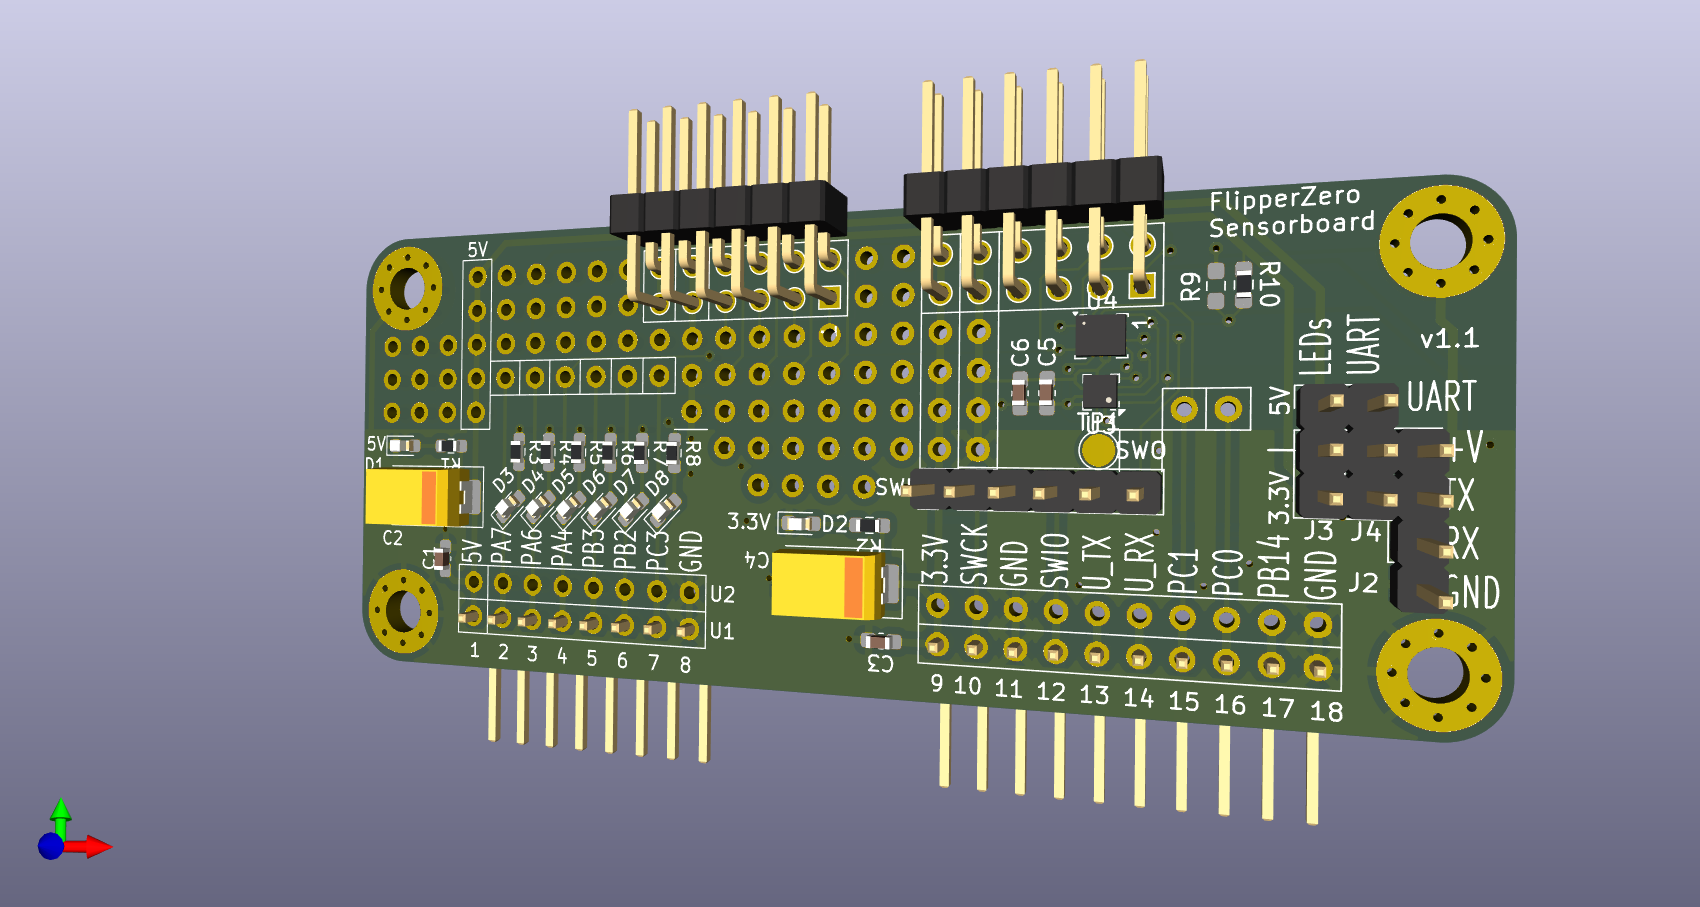 FlipperZero
Sensorboard
5V
R9
R10
U4
1
v1.1
LEDs
UART
C6
C5
5V
UART
TP1
SWO
+V
5V
D1
R3
R4
R5
R6
R7
R8
D3
D4
D5
D6
D7
D8
3.3V
TX
C2
3.3V
D2
R2
J3
J4
RX
C1
C4
J2
GND
5V
PA7
PA6
PA4
PB3
PB2
PC3
GND
3.3V
SWCK
GND
SWIO
U_TX
U_RX
PC1
PC0
PB14
GND
U2
U1
C3
1 2 3 4 5 6 7 8
9 10 11 12 13 14 15 16 17 18